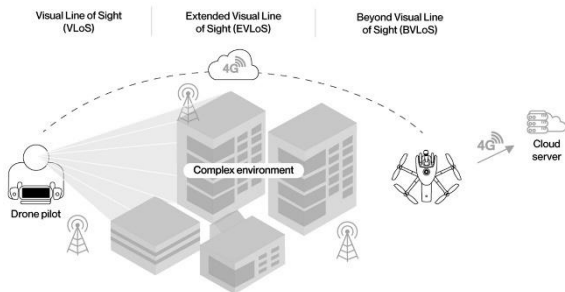 Visual Line of Sight
(VLoS)
Extended Visual Line
of Sight (EVLoS)
Beyond Visual Line
of Sight (BVLoS)
4G
Complex environment
Drone pilot
4G
Cloud
server